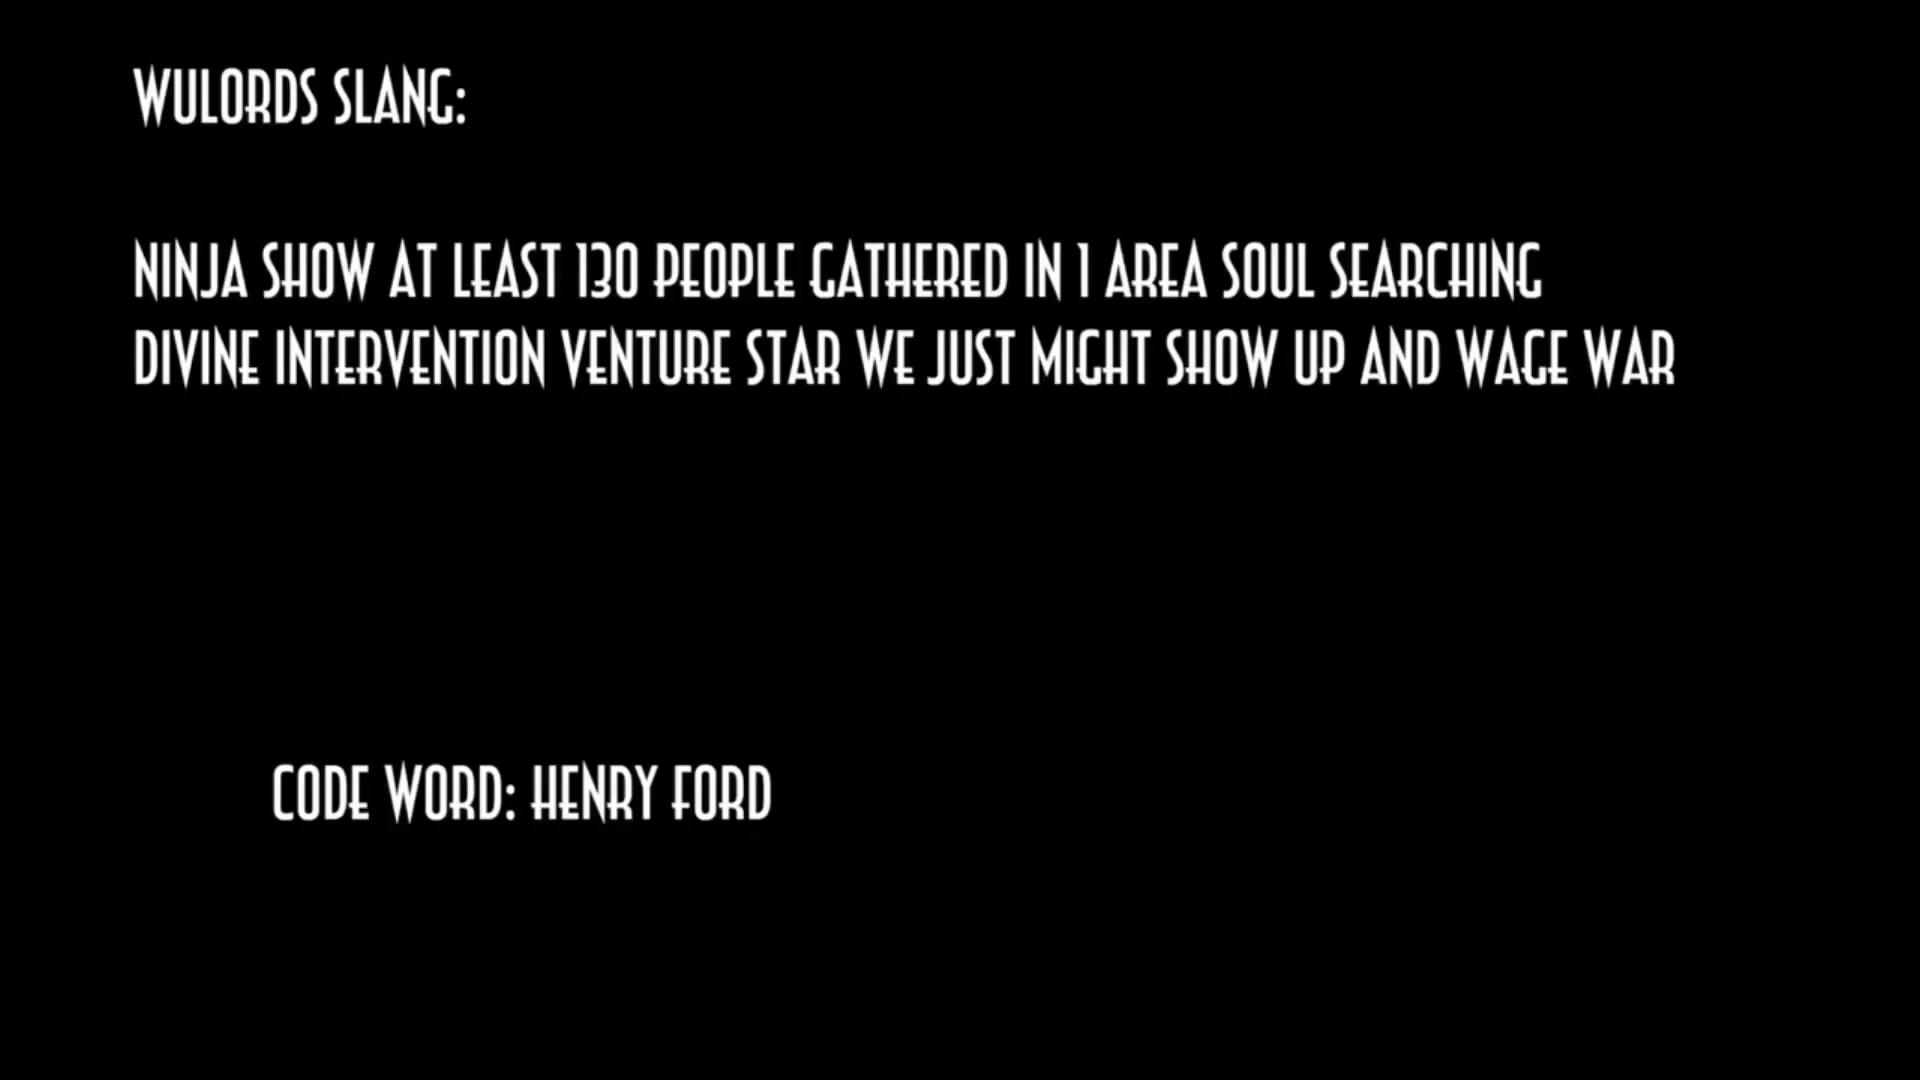 WULORDS SLANG:
NINJA SHOW AT LEAST 130 PEOPLE GATHERED IN 1 AREA SOUL SEARCHING
DIVINE INTERVENTION VENTURE STAR WE JUST MIGHT SHOW UP AND WAGE WAR
CODE WORD: HENRY FORD